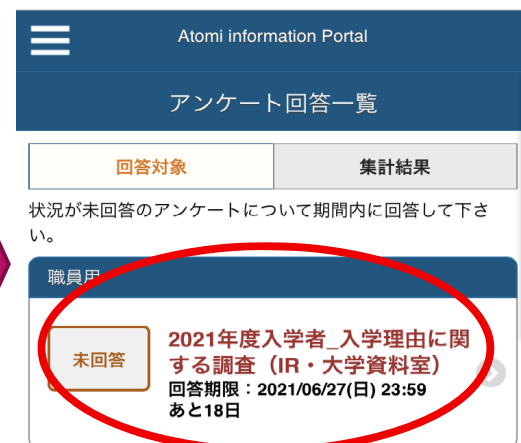 Atomi information Portal
アンケート回答一覧
回答対象
集計結果
状況が未回答のアンケートについて期間内に回答して下さ
い。
職員用
未回答
2021年度入学者_入学理由に関
する調査（IR・大学資料室）
回答期限：2021/06/27(日) 23:59
あと18日